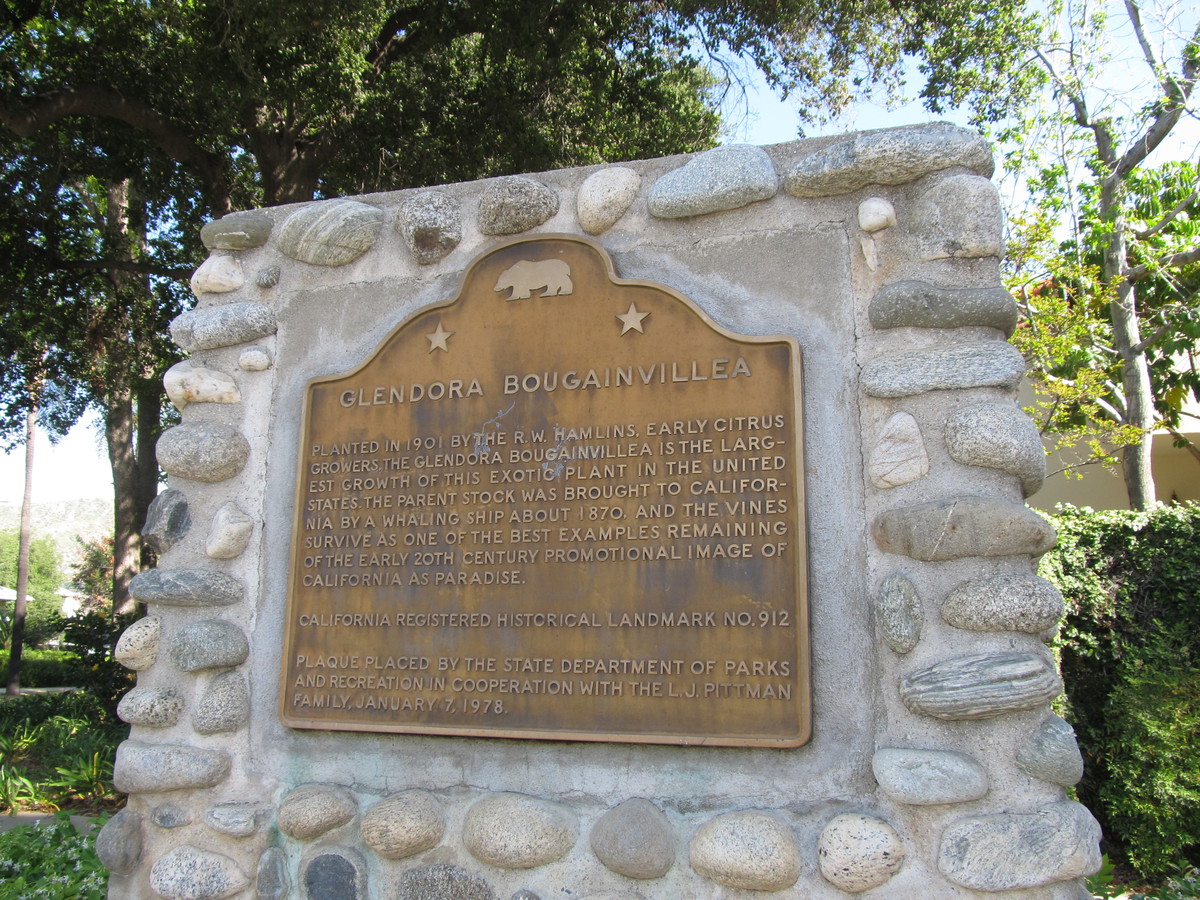 GLENDORA BOUGAINVILLEA
PLANTED IN 1901 BY THE R.W. HAMLINS, EARLY CITRUS
GROWERS, THE GLENDORA BOUGAINVILLEA IS THE LARG-
EST GROWTH OF THIS EXOTIC PLANT IN THE UNITED
STATES. THE PARENT STOCK WAS BROUGHT TO CALIFOR-
NIA BY A WHALING SHIP ABOUT 1870, AND THE VINES
SURVIVE AS ONE OF THE BEST EXAMPLES REMAINING
OF THE EARLY 20TH CENTURY PROMOTIONAL IMAGE OF
CALIFORNIA AS PARADISE.
CALIFORNIA REGISTERED HISTORICAL LANDMARK NO. 912
PLAQUE PLACED BY THE STATE DEPARTMENT OF PARKS
AND RECREATION IN COOPERATION WITH THE L.J. PITTMAN
FAMILY, JANUARY 7, 1978.